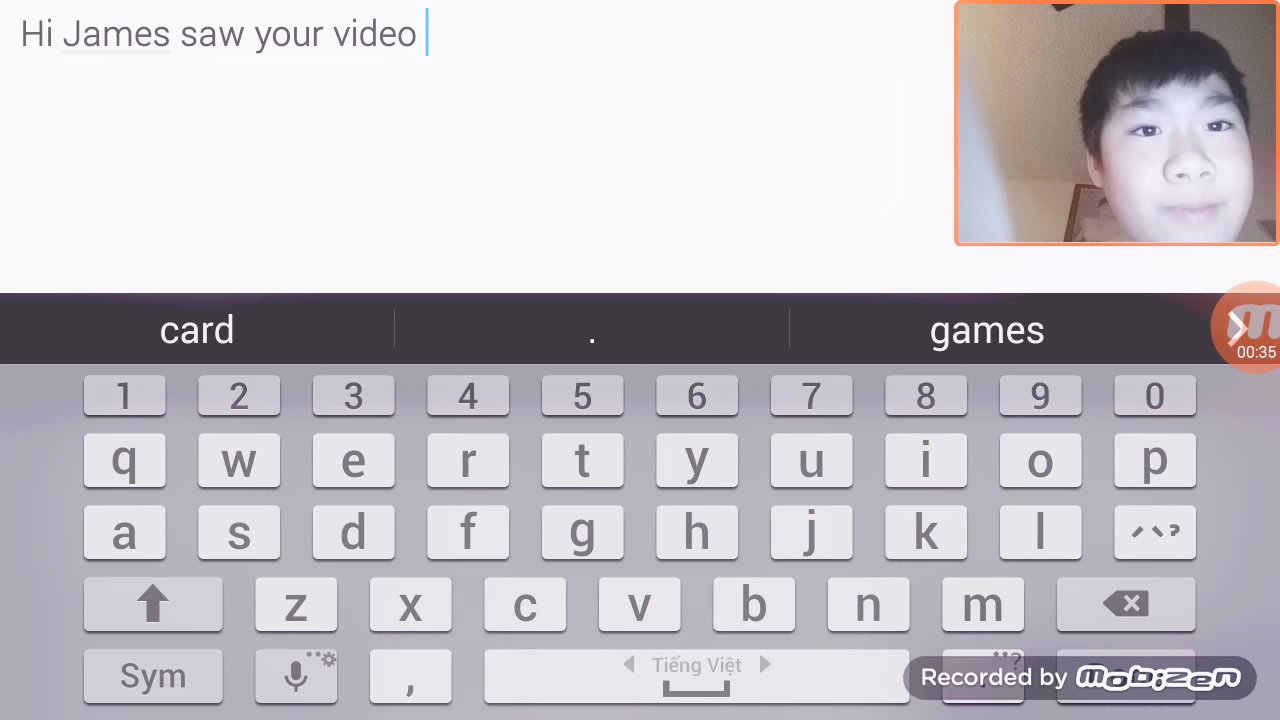 Hi James saw your video
card . games
00:35
1 2 3 4 5 6 7 8 9 0
q w e r t y u i o p
a s d f g h j k l
z x c v b n m
Sym , Tiếng Việt
Recorded by mobizen